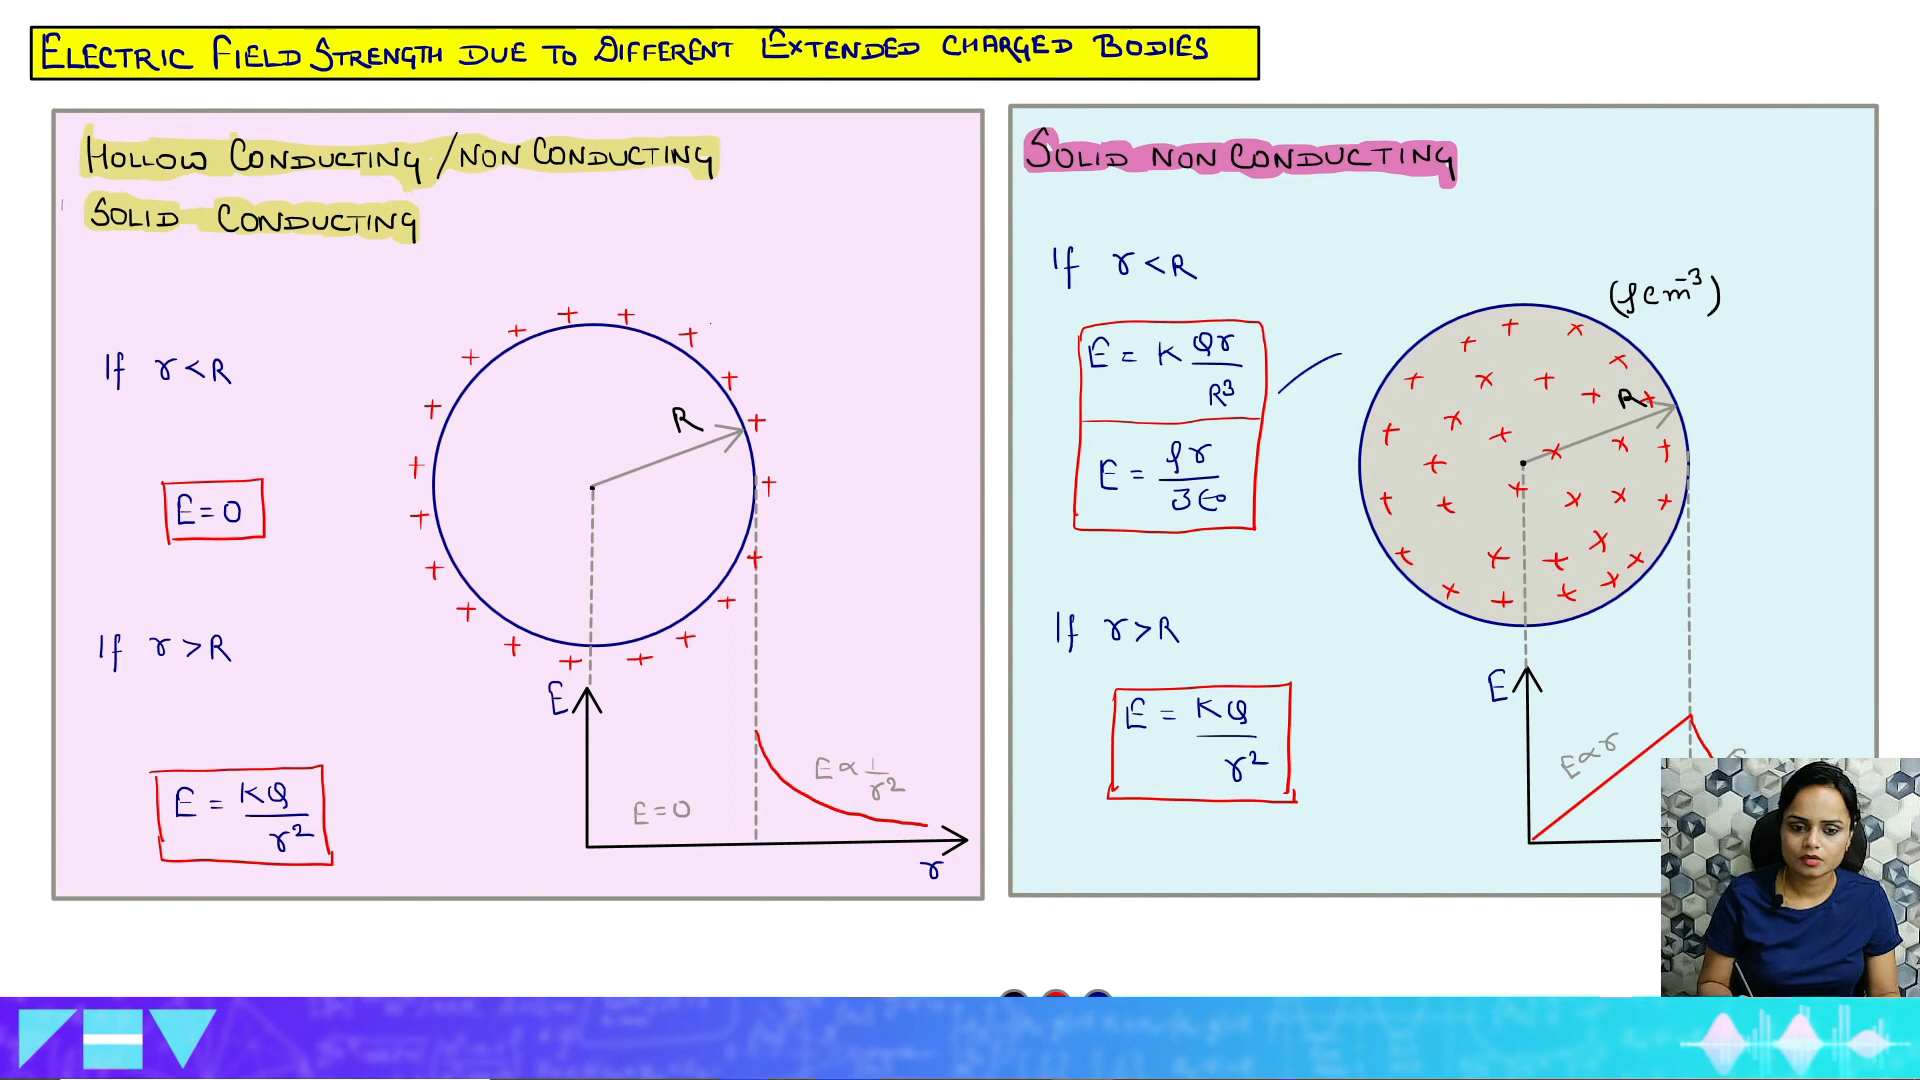 ELECTRIC FIELD STRENGTH DUE TO DIFFERENT EXTENDED CHARGED BODIES
HOLLOW CONDUCTING / NON CONDUCTING
SOLID CONDUCTING
If r < R
E = 0
If r > R
E = KQ / r²
R
E
E = 0
E ∝ 1/r²
r
SOLID NON CONDUCTING
If r < R
E = K Qr / R³
E = ρr / 3ε₀
If r > R
E = KQ / r²
(ρ C m⁻³)
R
E
E ∝ r